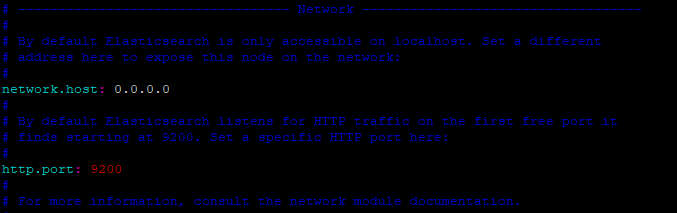 # ---------------------------------- Network -----------------------------------
#
# By default Elasticsearch is only accessible on localhost. Set a different
# address here to expose this node on the network:
#
network.host: 0.0.0.0
#
# By default Elasticsearch listens for HTTP traffic on the first free port it
# finds starting at 9200. Set a specific HTTP port here:
#
http.port: 9200
#
# For more information, consult the network module documentation.